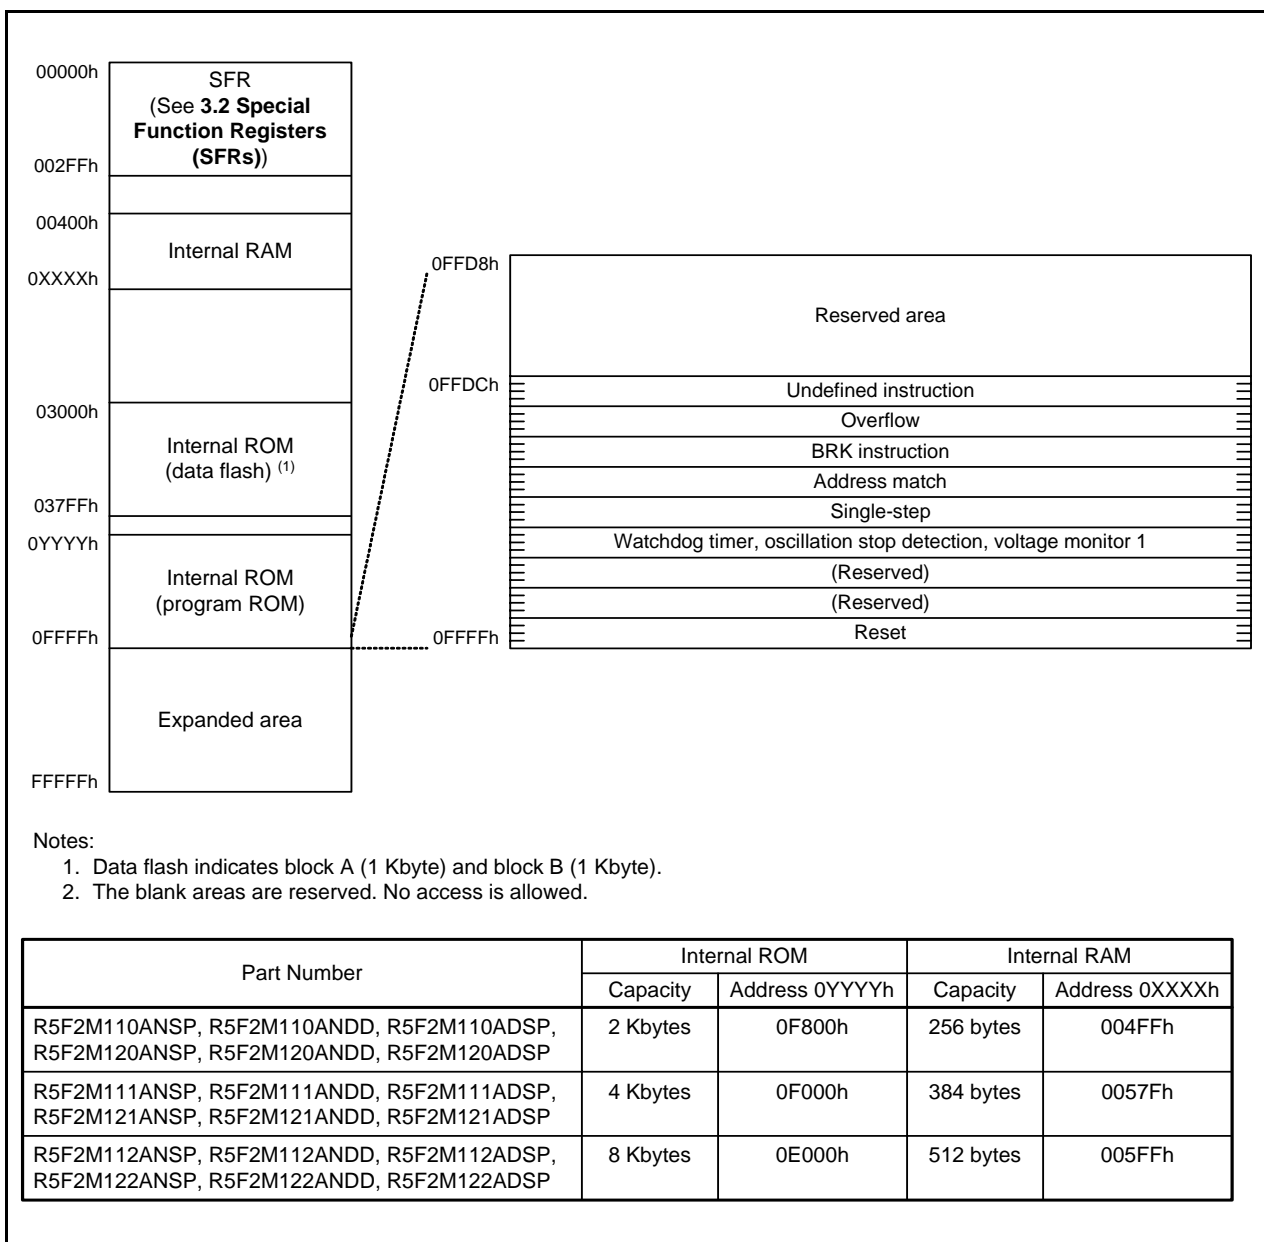 00000h
SFR
(See 3.2 Special
Function Registers
(SFRs))
002FFh
00400h
Internal RAM
0XXXXh
03000h
Internal ROM
(data flash) (1)
037FFh
0YYYYh
Internal ROM
(program ROM)
0FFFFh
Expanded area
FFFFFh
0FFD8h
Reserved area
0FFDCh
Undefined instruction
Overflow
BRK instruction
Address match
Single-step
Watchdog timer, oscillation stop detection, voltage monitor 1
(Reserved)
(Reserved)
0FFFFh
Reset
Notes:
1. Data flash indicates block A (1 Kbyte) and block B (1 Kbyte).
2. The blank areas are reserved. No access is allowed.
Part Number
Internal ROM
Internal RAM
Capacity
Address 0YYYYh
Capacity
Address 0XXXXh
R5F2M110ANSP, R5F2M110ANDD, R5F2M110ADSP,
R5F2M120ANSP, R5F2M120ANDD, R5F2M120ADSP
2 Kbytes
0F800h
256 bytes
004FFh
R5F2M111ANSP, R5F2M111ANDD, R5F2M111ADSP,
R5F2M121ANSP, R5F2M121ANDD, R5F2M121ADSP
4 Kbytes
0F000h
384 bytes
0057Fh
R5F2M112ANSP, R5F2M112ANDD, R5F2M112ADSP,
R5F2M122ANSP, R5F2M122ANDD, R5F2M122ADSP
8 Kbytes
0E000h
512 bytes
005FFh